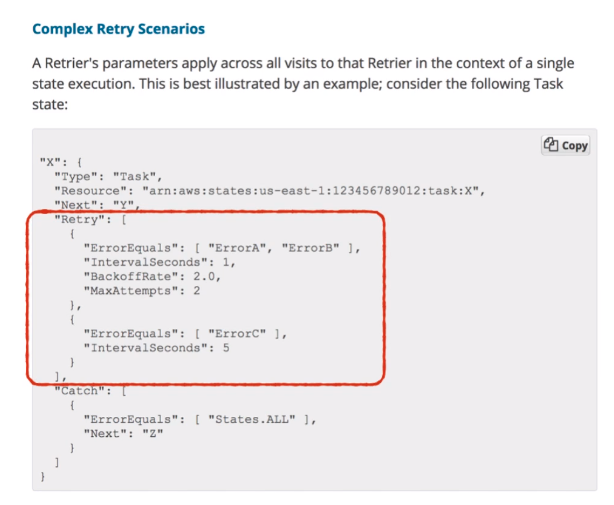 Complex Retry Scenarios
A Retrier's parameters apply across all visits to that Retrier in the context of a single
state execution. This is best illustrated by an example; consider the following Task
state:
Copy
"X": {
  "Type": "Task",
  "Resource": "arn:aws:states:us-east-1:123456789012:task:X",
  "Next": "Y",
  "Retry": [
    {
      "ErrorEquals": [ "ErrorA", "ErrorB" ],
      "IntervalSeconds": 1,
      "BackoffRate": 2.0,
      "MaxAttempts": 2
    },
    {
      "ErrorEquals": [ "ErrorC" ],
      "IntervalSeconds": 5
    }
  ],
  "Catch": [
    {
      "ErrorEquals": [ "States.ALL" ],
      "Next": "Z"
    }
  ]
}